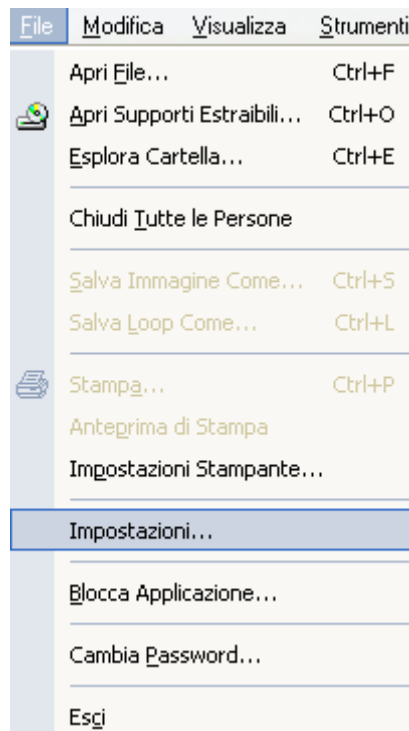 File Modifica Visualizza Strumenti
Apri File... Ctrl+F
Apri Supporti Estraibili... Ctrl+O
Esplora Cartella... Ctrl+E
Chiudi Tutte le Persone
Salva Immagine Come... Ctrl+S
Salva Loop Come... Ctrl+L
Stampa... Ctrl+P
Anteprima di Stampa
Impostazioni Stampante...
Impostazioni...
Blocca Applicazione...
Cambia Password...
Esci